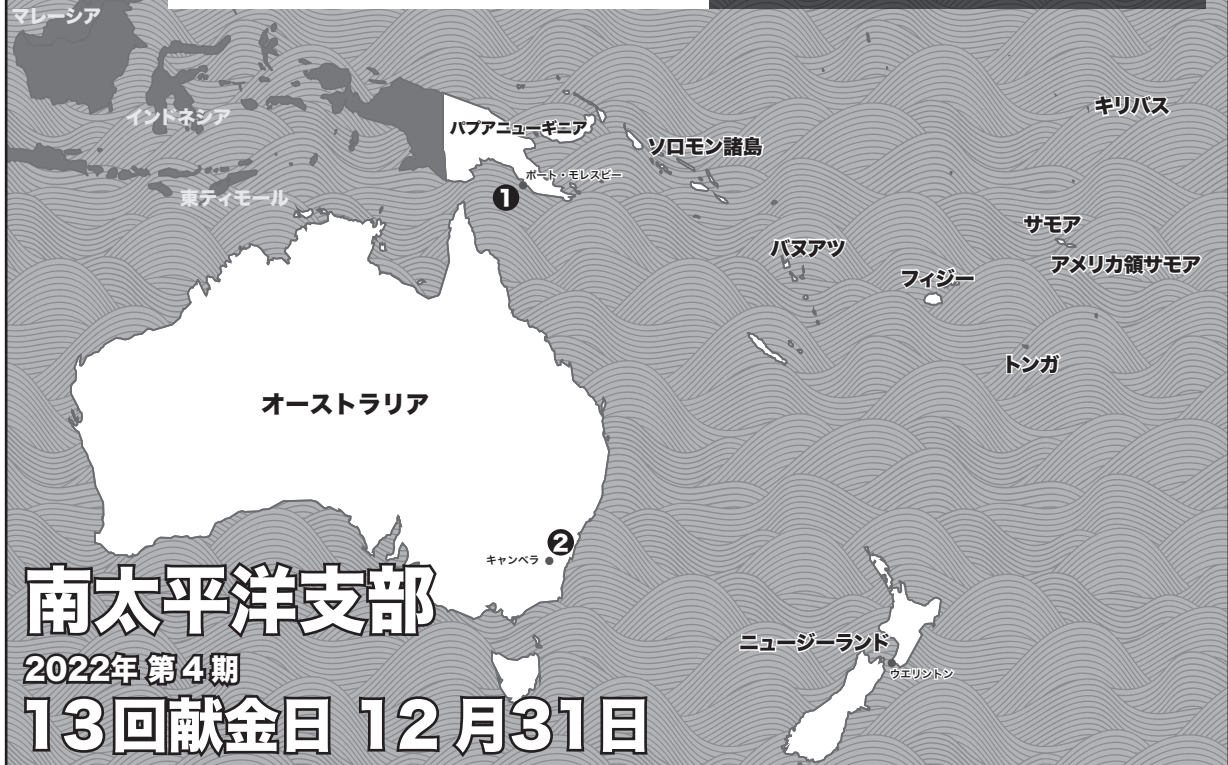 マレーシア
インドネシア
東ティモール
パプアニューギニア
ポート・モレスビー
1
ソロモン諸島
キリバス
サモア
アメリカ領サモア
バヌアツ
フィジー
トンガ
オーストラリア
2
キャンベラ
ニュージーランド
ウエリントン
南太平洋支部
2022年 第4期
13回献金日 12月31日